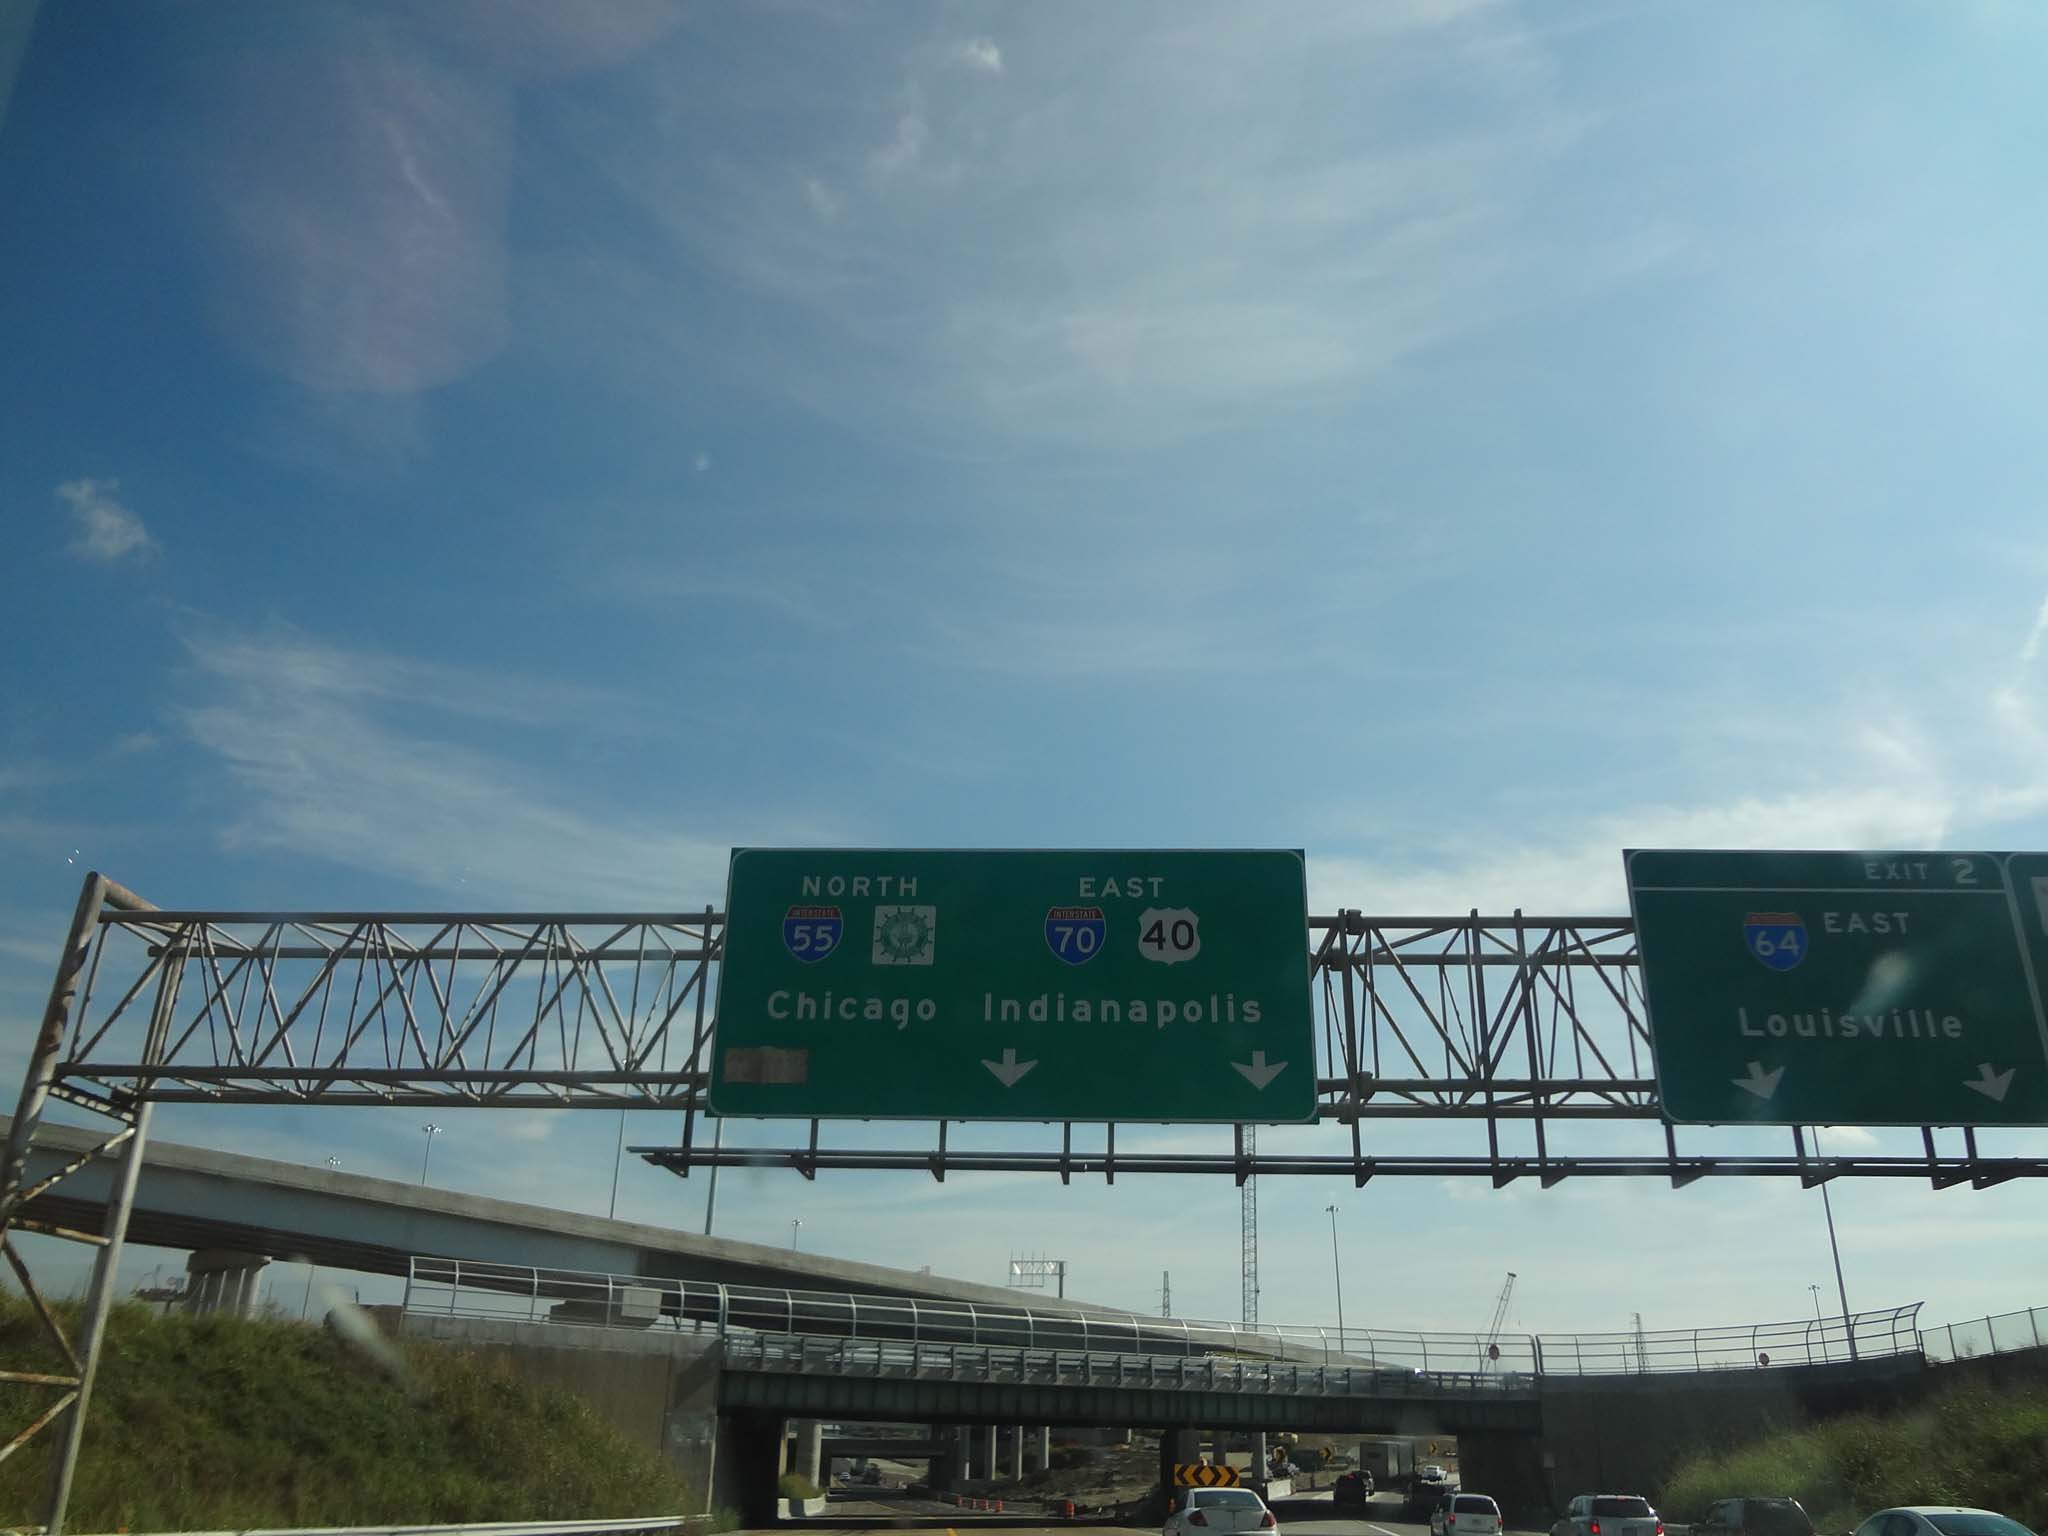 NORTH EAST
INTERSTATE 55 INTERSTATE 70 40
Chicago Indianapolis
EXIT 2
INTERSTATE 64 EAST
Louisville